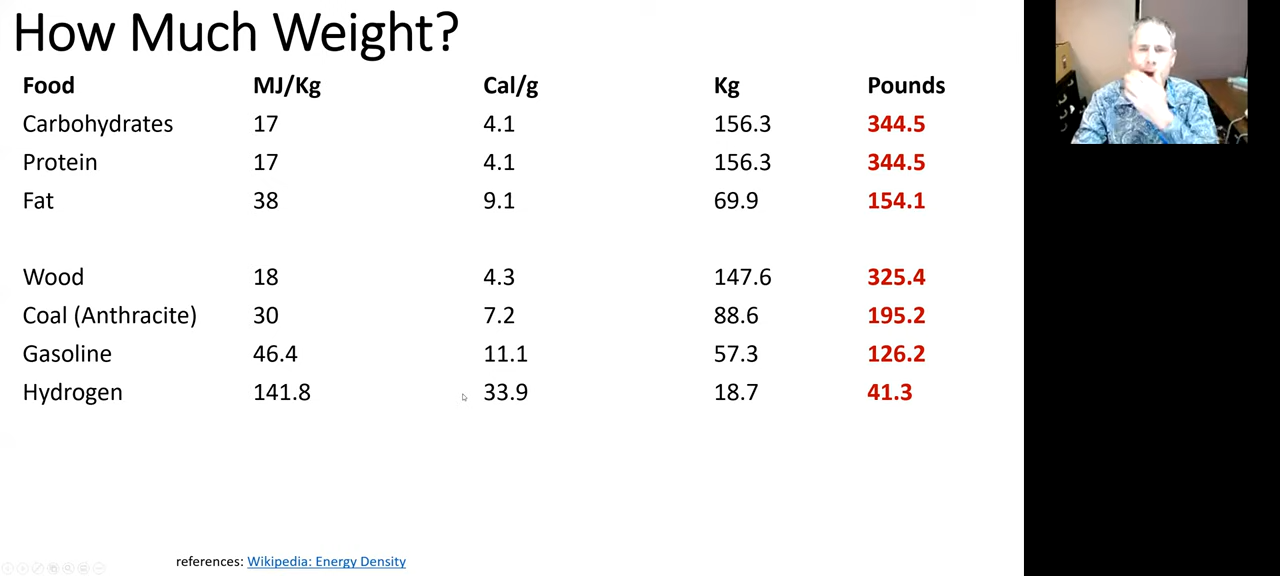 How Much Weight?
Food MJ/Kg Cal/g Kg Pounds
Carbohydrates 17 4.1 156.3 344.5
Protein 17 4.1 156.3 344.5
Fat 38 9.1 69.9 154.1
Wood 18 4.3 147.6 325.4
Coal (Anthracite) 30 7.2 88.6 195.2
Gasoline 46.4 11.1 57.3 126.2
Hydrogen 141.8 33.9 18.7 41.3
references: Wikipedia: Energy Density